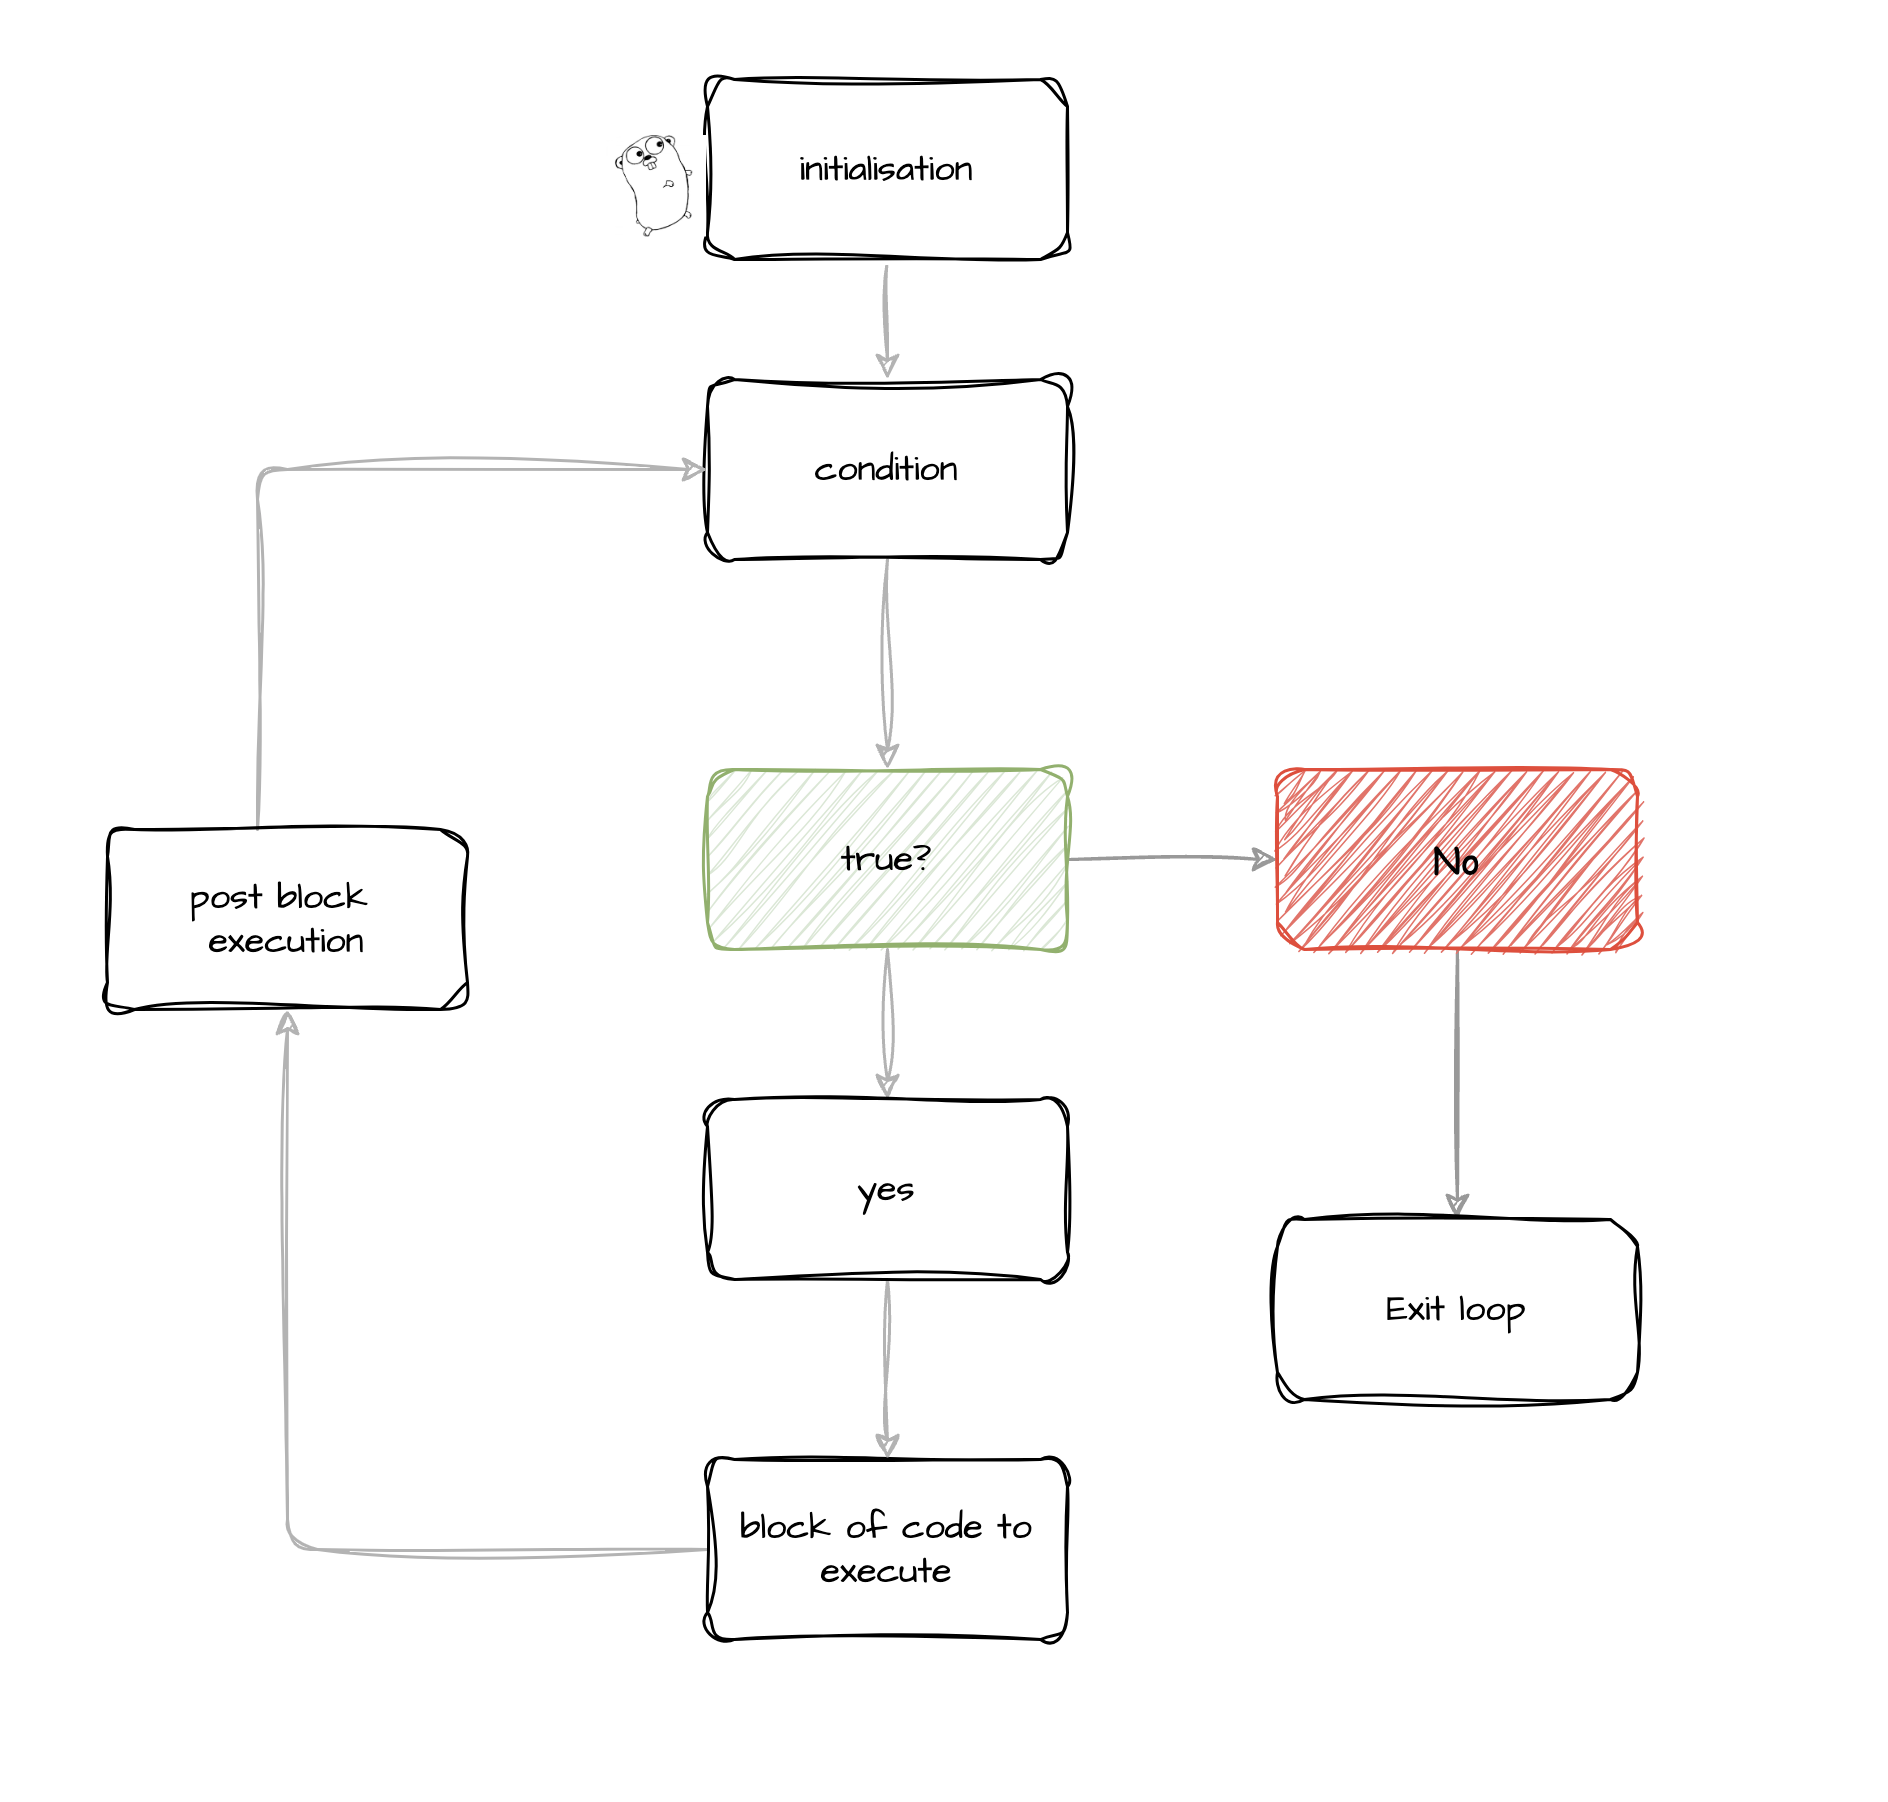 initialisation
condition
true?
No
post block
execution
yes
Exit loop
block of code to
execute